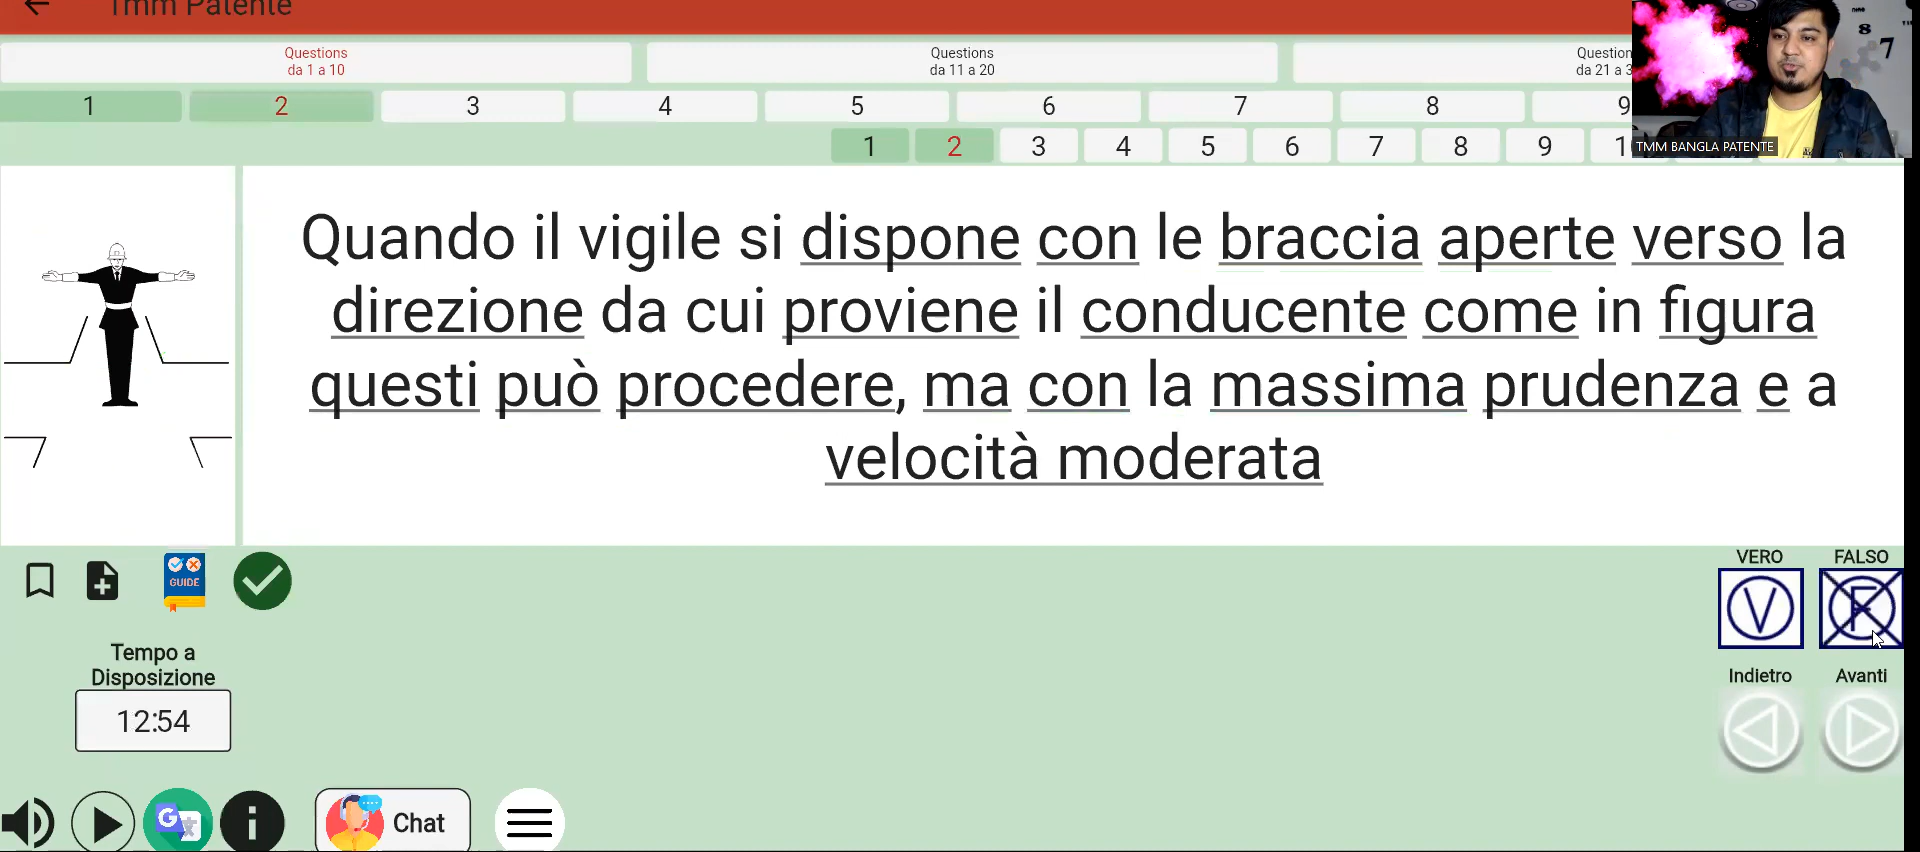 Tmm Patente
Questions
da 1 a 10
Questions
da 11 a 20
da 21 a 3
1 2 3 4 5 6 7 8 9
1 2 3 4 5 6 7 8 9
8
7
TMM BANGLA PATENTE
Quando il vigile si dispone con le braccia aperte verso la
direzione da cui proviene il conducente come in figura
questi può procedere, ma con la massima prudenza e a
velocità moderata
GUIDE
VERO FALSO
V F
Tempo a
Disposizione
12:54
Indietro Avanti
G
i
Chat